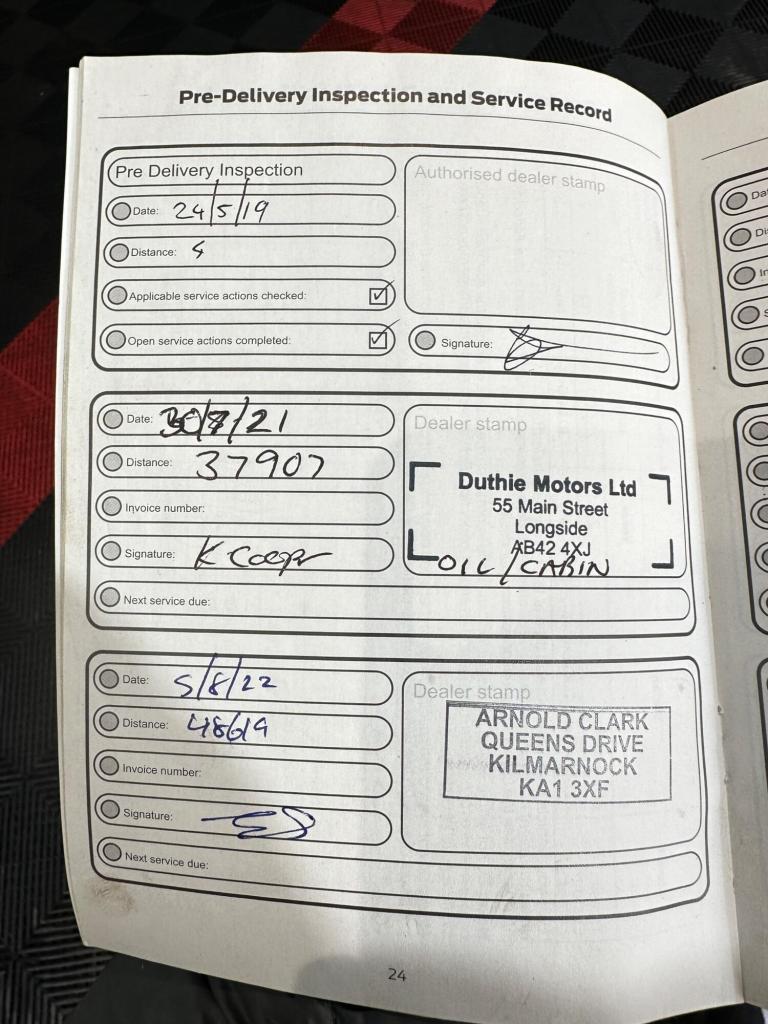 Pre-Delivery Inspection and Service Record
Pre Delivery Inspection
Authorised dealer stamp
Date: 24/5/19
Distance: 4
Applicable service actions checked:
Open service actions completed:
Signature:
Date: 30/8/21
Dealer stamp
Distance: 37907
Invoice number:
Signature: K Cooper
Duthie Motors Ltd
55 Main Street
Longside
AB42 4XJ
OIL/CABIN
Next service due:
Date: 5/8/22
Dealer stamp
Distance: 48619
Invoice number:
Signature:
ARNOLD CLARK
QUEENS DRIVE
KILMARNOCK
KA1 3XF
Next service due:
24